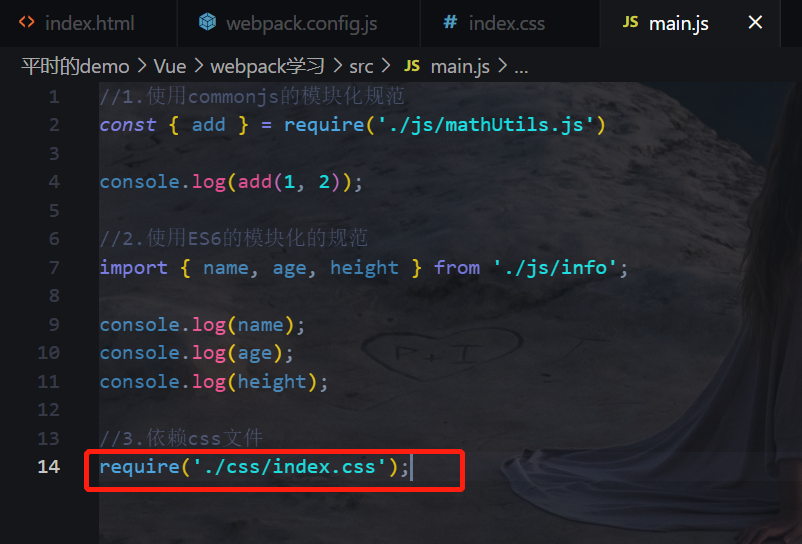 index.html webpack.config.js # index.css JS main.js ×
平时的demo > Vue > webpack学习 > src > JS main.js > ...
1 //1.使用commonjs的模块化规范
2 const { add } = require('./js/mathUtils.js')
3
4 console.log(add(1, 2));
5
6 //2.使用ES6的模块化的规范
7 import { name, age, height } from './js/info';
8
9 console.log(name);
10 console.log(age);
11 console.log(height);
12
13 //3.依赖css文件
14 require('./css/index.css');